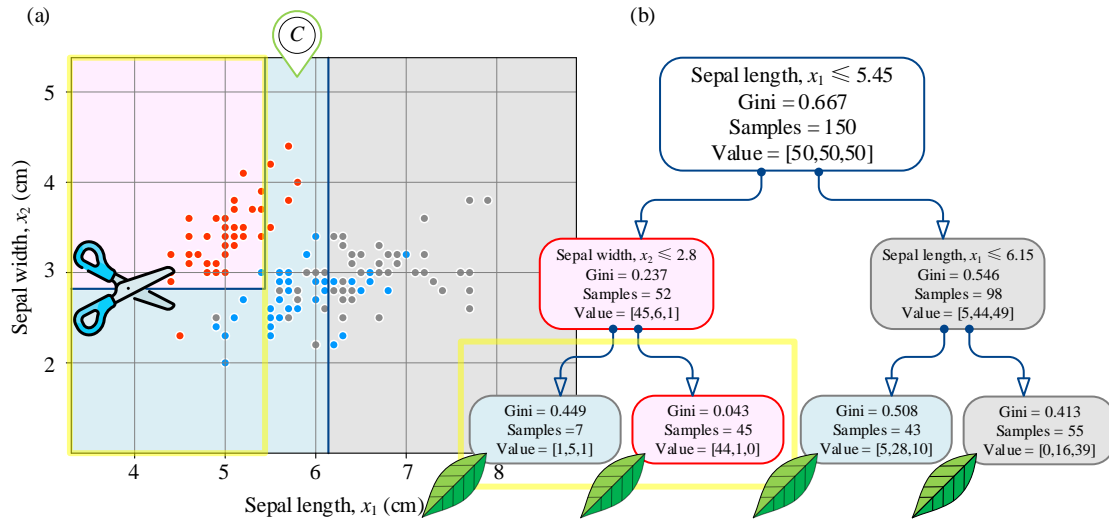 (a)
C
Sepal width, x₂ (cm)
5
4
3
2
4
5
6
7
8
Sepal length, x₁ (cm)
(b)
Sepal length, x₁ ⩽ 5.45
Gini = 0.667
Samples = 150
Value = [50,50,50]
Sepal width, x₂ ⩽ 2.8
Gini = 0.237
Samples = 52
Value = [45,6,1]
Sepal length, x₁ ⩽ 6.15
Gini = 0.546
Samples = 98
Value = [5,44,49]
Gini = 0.449
Samples =7
Value = [1,5,1]
Gini = 0.043
Samples = 45
Value = [44,1,0]
Gini = 0.508
Samples = 43
Value = [5,28,10]
Gini = 0.413
Samples = 55
Value = [0,16,39]